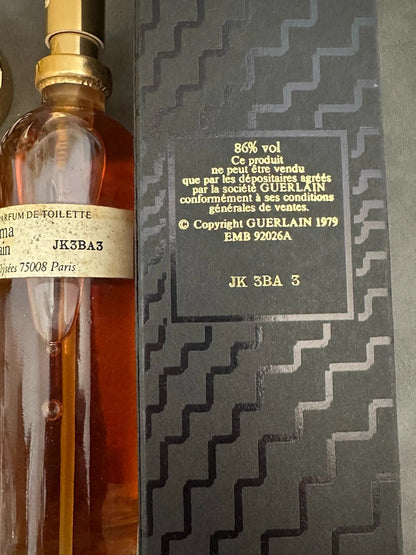 PARFUM DE TOILETTE
ma
ain
JK3BA3
lysées 75008 Paris
86% vol
Ce produit
ne peut être vendu
que par les dépositaires agréés
par la société GUERLAIN
conformément à ses conditions
générales de ventes.
© Copyright GUERLAIN 1979
EMB 92026A
JK 3BA 3